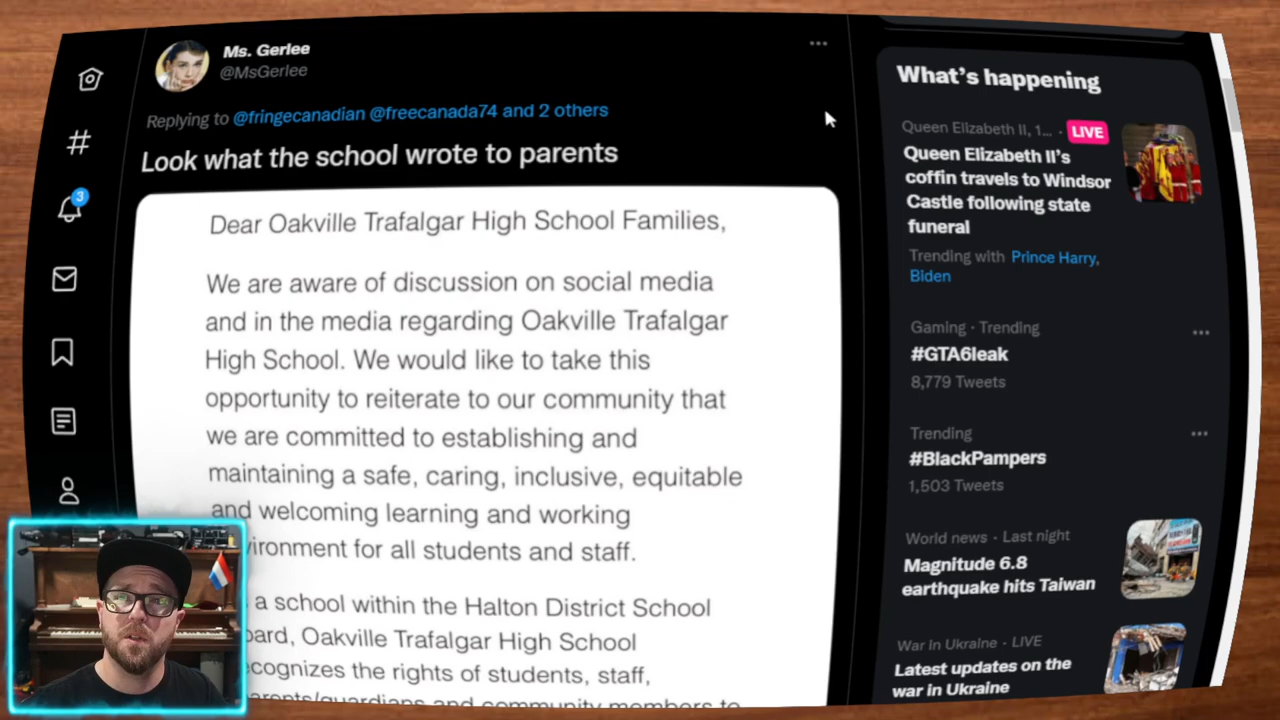 Ms. Gerlee
@MsGerlee
Replying to @fringecanadian @freecanada74 and 2 others
Look what the school wrote to parents
Dear Oakville Trafalgar High School Families,
We are aware of discussion on social media
and in the media regarding Oakville Trafalgar
High School. We would like to take this
opportunity to reiterate to our community that
we are committed to establishing and
maintaining a safe, caring, inclusive, equitable
and welcoming learning and working
for all students and staff.
a school within the Halton District School
Oakville Trafalgar High School
the rights of students, staff,
and community members to
3
What's happening
Queen Elizabeth II, 1... · LIVE
Queen Elizabeth II's
coffin travels to Windsor
Castle following state
funeral
Trending with Prince Harry,
Biden
Gaming · Trending
#GTA6leak
8,779 Tweets
Trending
#BlackPampers
1,503 Tweets
World news · Last night
Magnitude 6.8
earthquake hits Taiwan
War in Ukraine · LIVE
Latest updates on the
war in Ukraine